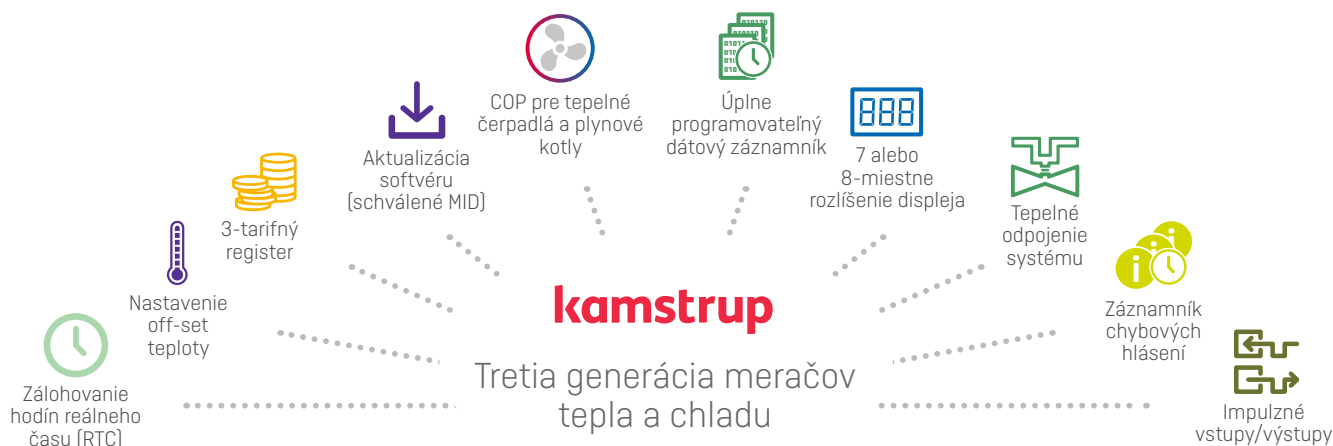 COP pre tepelné
čerpadlá a plynové
kotly
Úplne
programovateľný
dátový záznamník
888
7 alebo
8-miestne
rozlíšenie displeja
Aktualizácia
softvéru
(schválené MID)
3-tarifný
register
Tepelné
odpojenie
systému
Nastavenie
off-set
teploty
Záznamník
chybových
hlásení
Zálohovanie
hodín reálneho
času (RTC)
Impulzné
vstupy/výstupy
kamstrup
Tretia generácia meračov
tepla a chladu